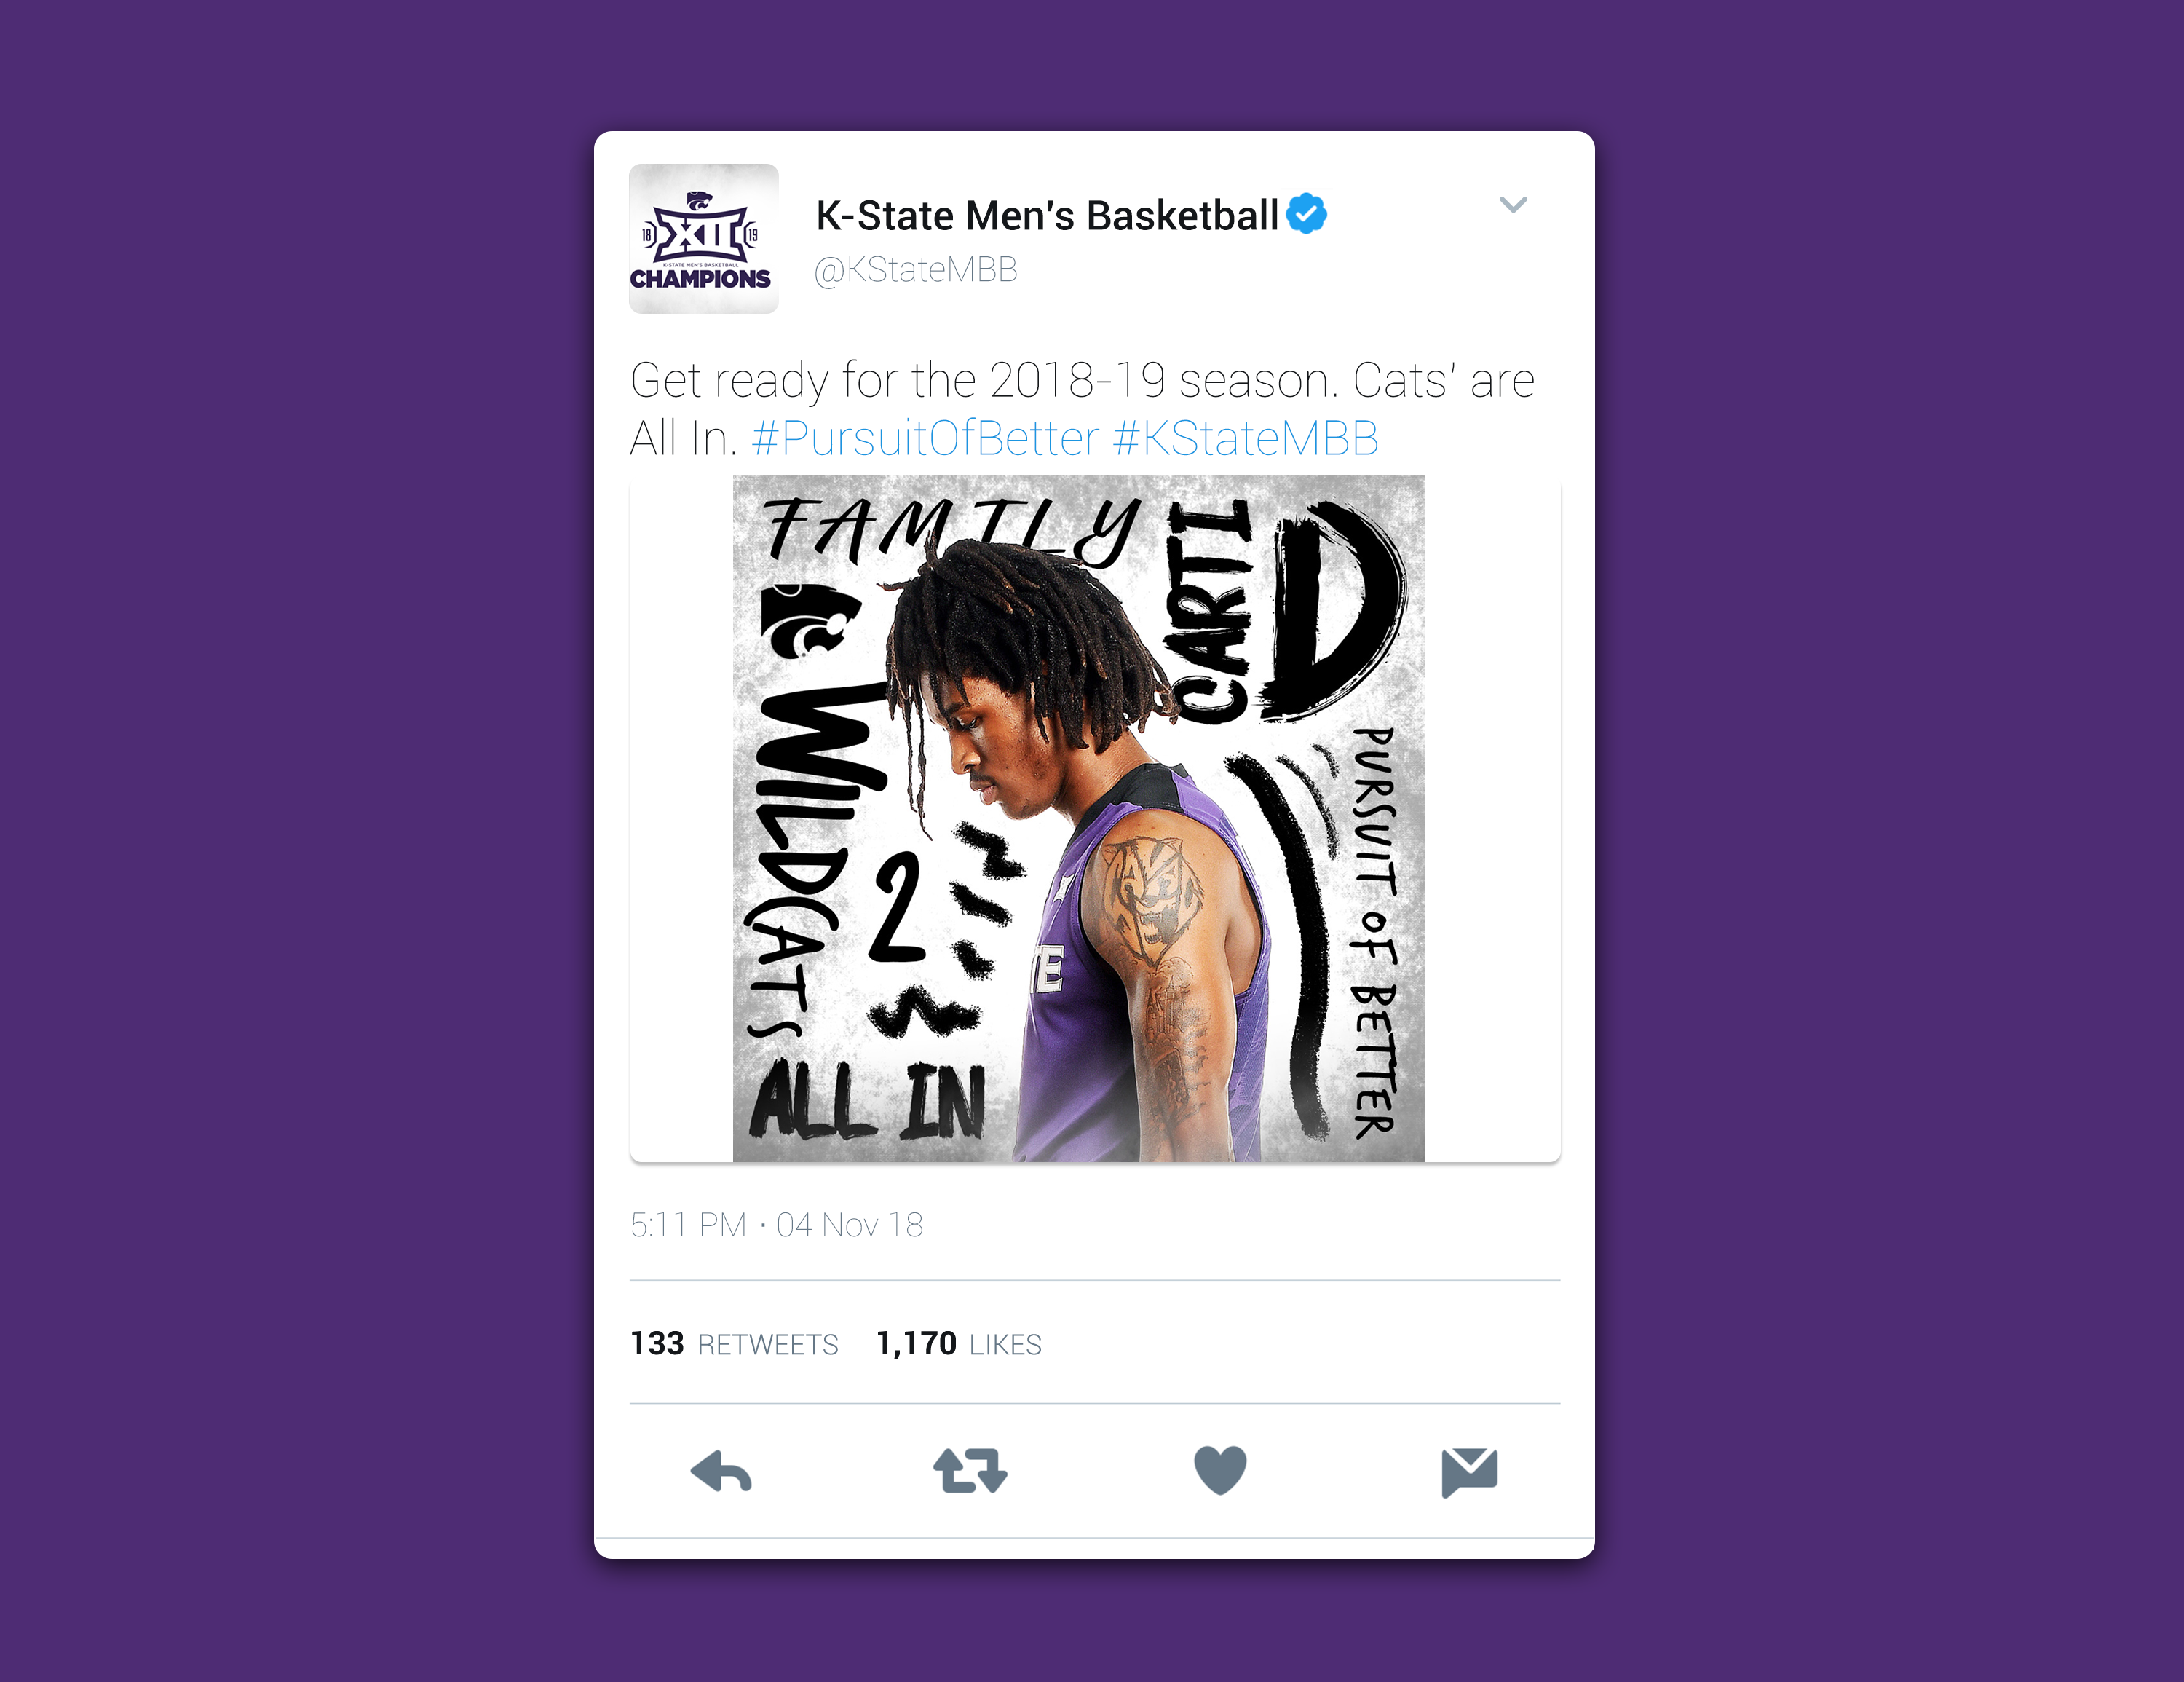 18 XII 19
K-STATE MEN'S BASKETBALL
CHAMPIONS
K-State Men's Basketball
@KStateMBB
Get ready for the 2018-19 season. Cats' are
All In. #PursuitOfBetter #KStateMBB
FAMILY
CARTI
D
WILDCATS
2
TE
PURSUIT OF BETTER
ALL IN
5:11 PM · 04 Nov 18
133 RETWEETS 1,170 LIKES